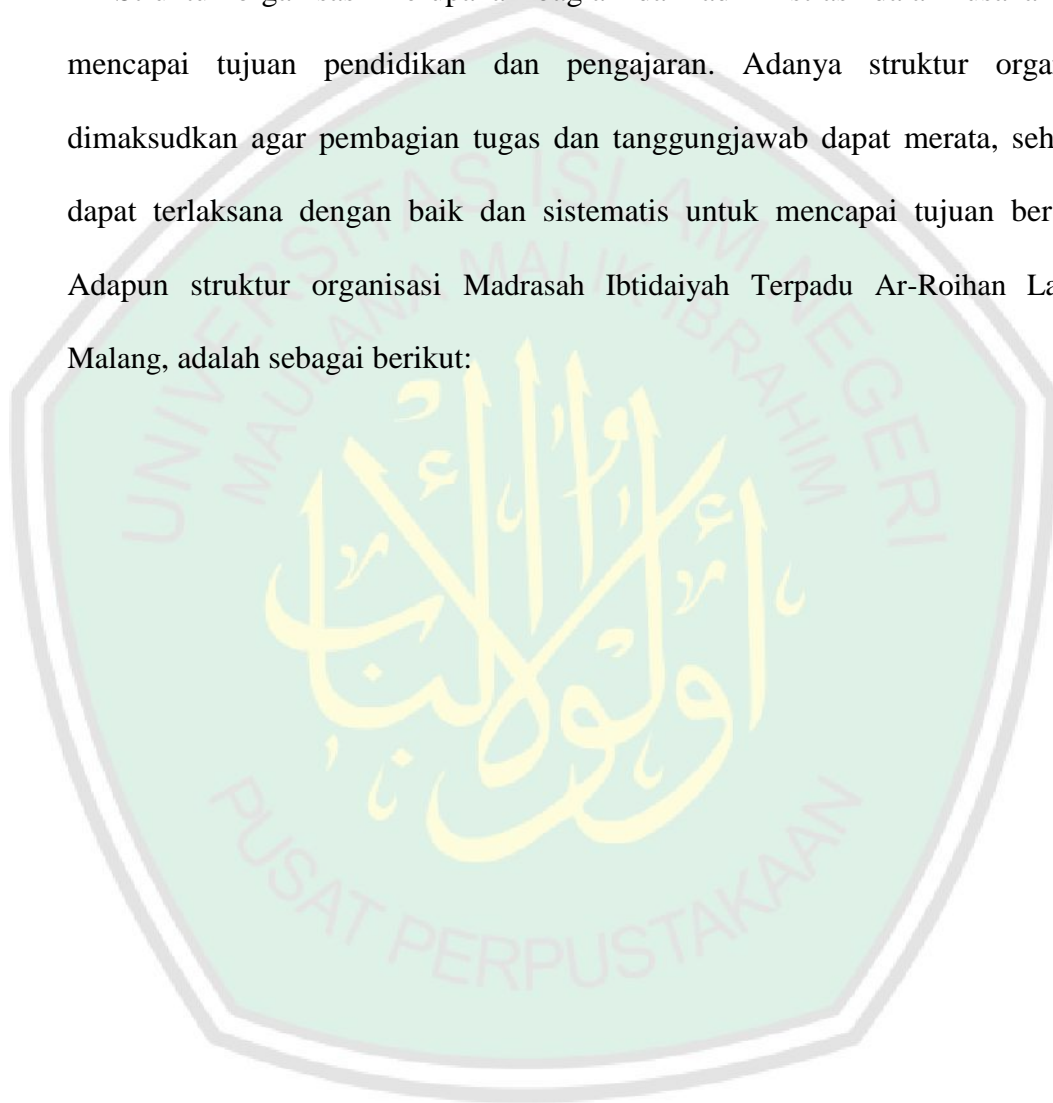 mencapai tujuan pendidikan dan pengajaran. Adanya struktur orga
dimaksudkan agar pembagian tugas dan tanggungjawab dapat merata, seh
dapat terlaksana dengan baik dan sistematis untuk mencapai tujuan ber
Adapun struktur organisasi Madrasah Ibtidaiyah Terpadu Ar-Roihan La
Malang, adalah sebagai berikut:
UNIVERSITAS ISLAM NEGERI
MAULANA MALIK IBRAHIM
أولو الألباب
PUSAT PERPUSTAKAAN